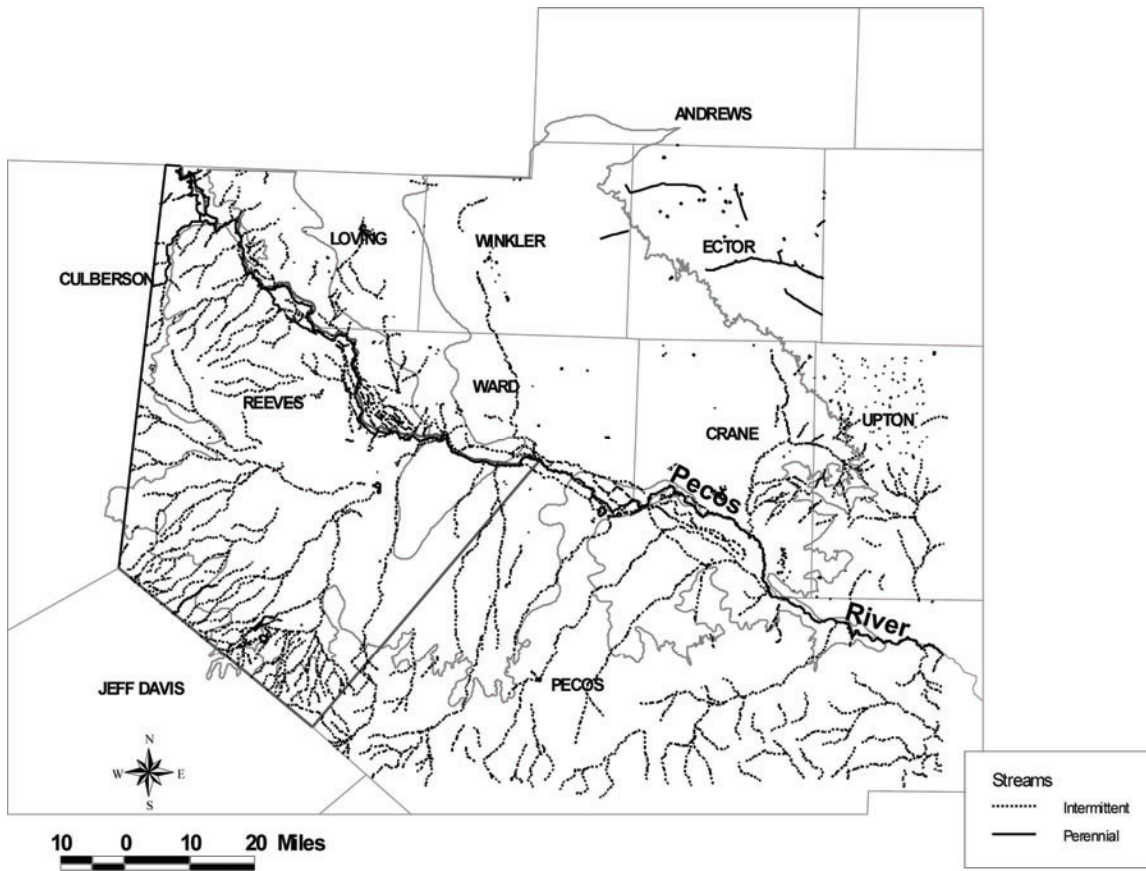 ANDREWS
LOVING
WINKLER
ECTOR
CULBERSON
WARD
REEVES
CRANE
UPTON
Pecos
River
JEFF DAVIS
PECOS
N
W E
S
Streams
Intermittent
Perennial
10 0 10 20 Miles